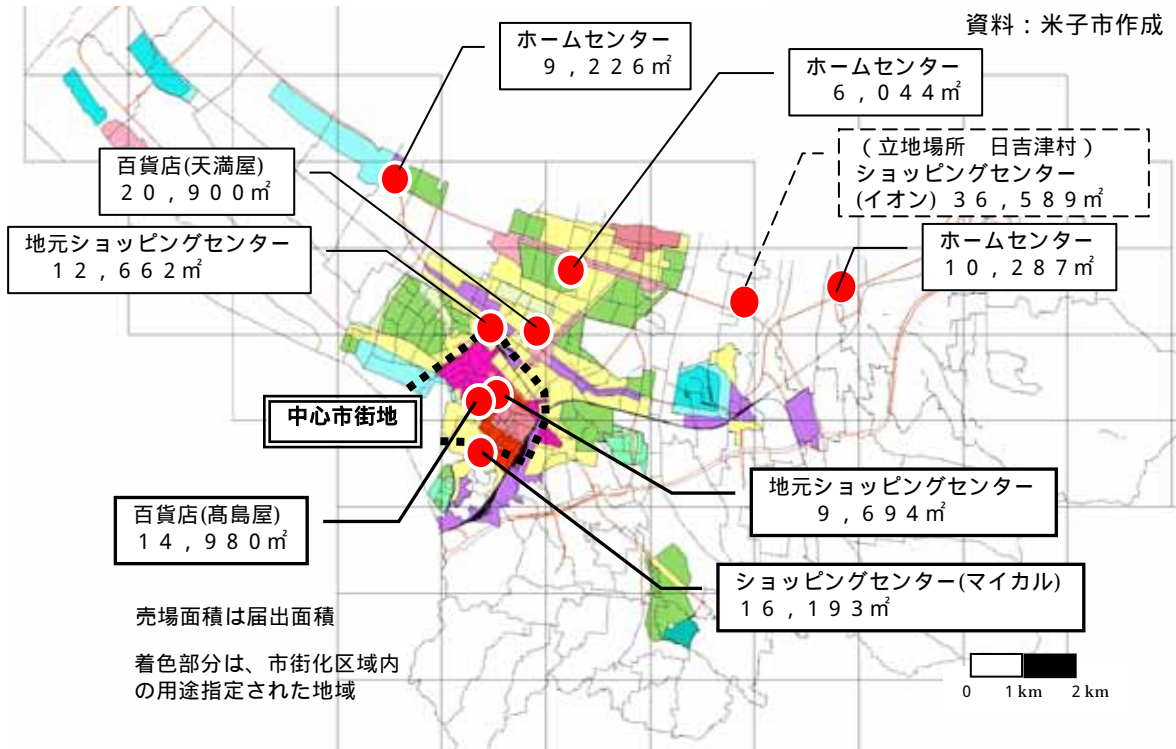 資料：米子市作成
ホームセンター
9,226㎡
ホームセンター
6,044㎡
（立地場所　日吉津村）
ショッピングセンター
(イオン) 36,589㎡
百貨店(天満屋)
20,900㎡
地元ショッピングセンター
12,662㎡
ホームセンター
10,287㎡
中心市街地
百貨店(髙島屋)
14,980㎡
地元ショッピングセンター
9,694㎡
ショッピングセンター(マイカル)
16,193㎡
売場面積は届出面積
着色部分は、市街化区域内
の用途指定された地域
0 1 km 2 km